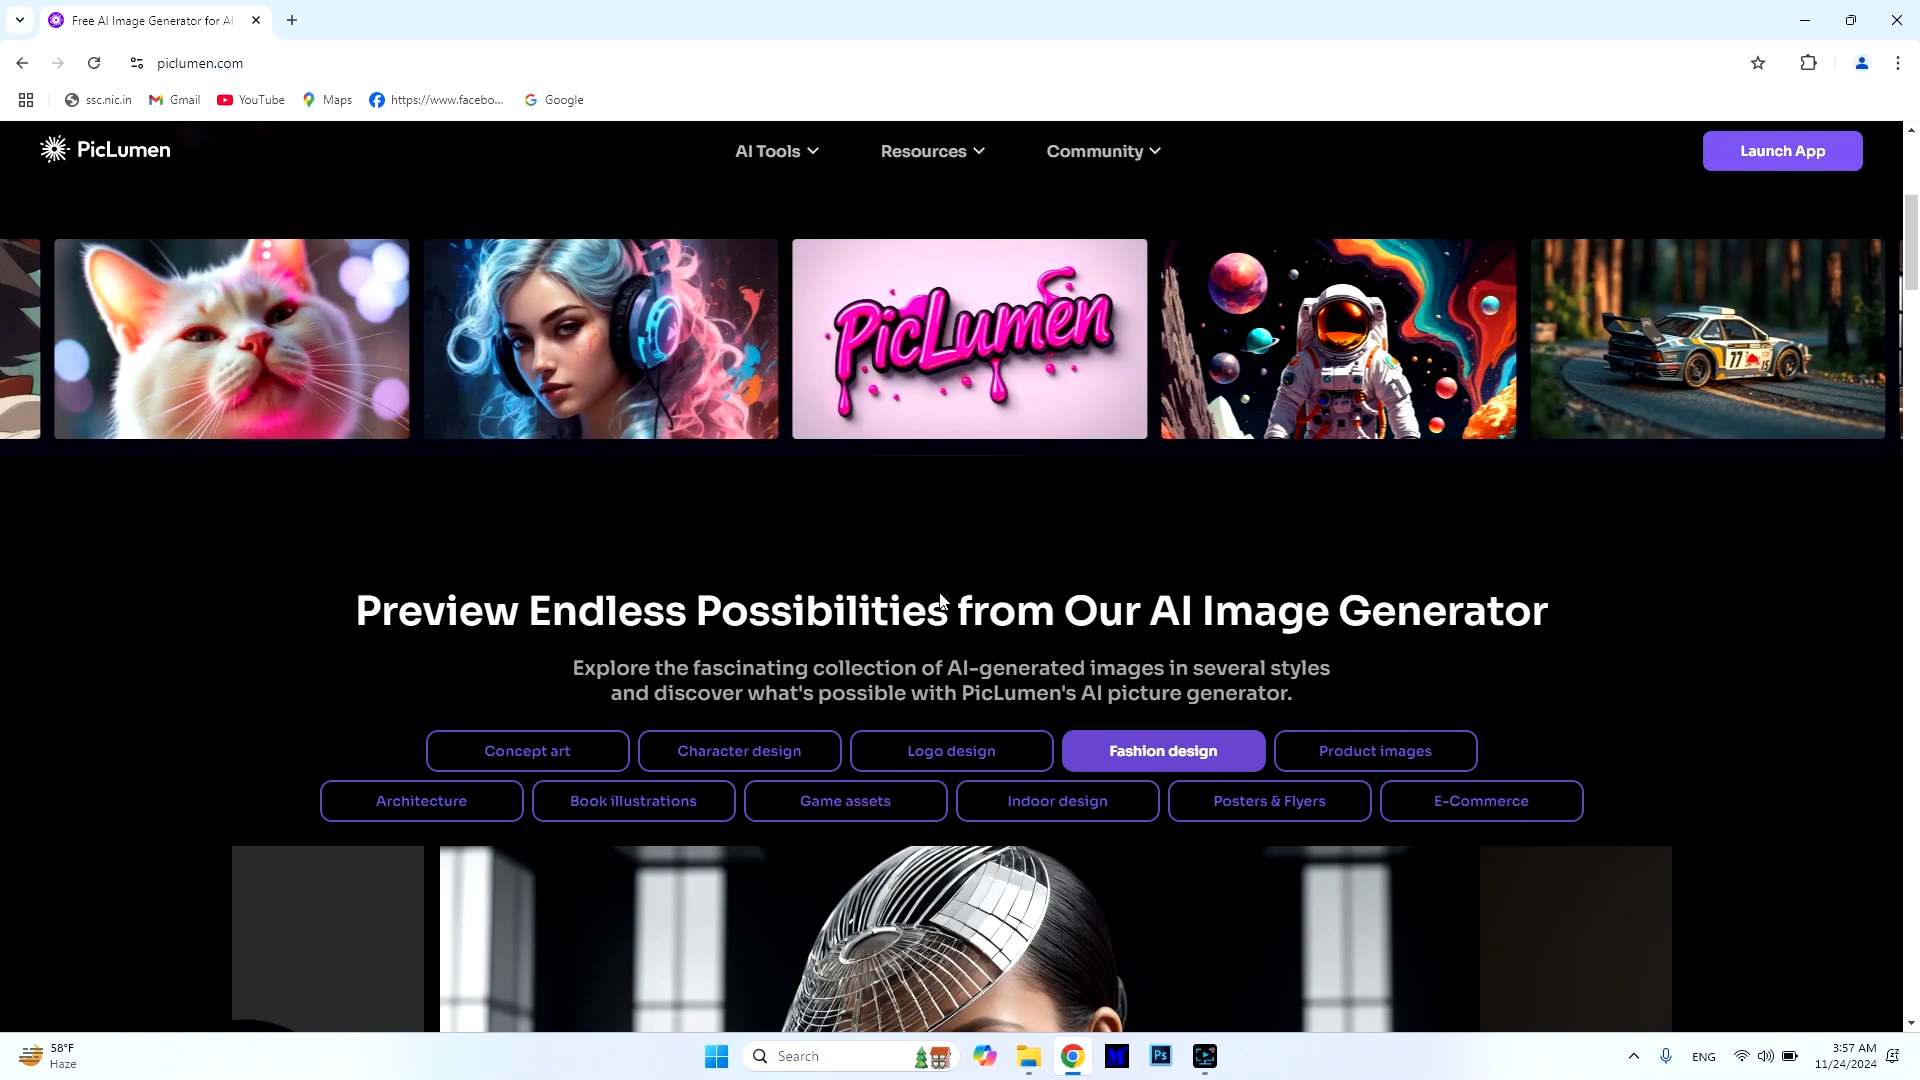 Free AI Image Generator for AI
piclumen.com
ssc.nic.in
Gmail
YouTube
Maps
https://www.facebo...
Google
PicLumen
AI Tools
Resources
Community
Launch App
PicLumen
77
Preview Endless Possibilities from Our AI Image Generator
Explore the fascinating collection of AI-generated images in several styles
and discover what's possible with PicLumen's AI picture generator.
Concept art
Character design
Logo design
Fashion design
Product images
Architecture
Book illustrations
Game assets
Indoor design
Posters & Flyers
E-Commerce
58°F
Haze
Search
M
Ps
ENG
3:57 AM
11/24/2024